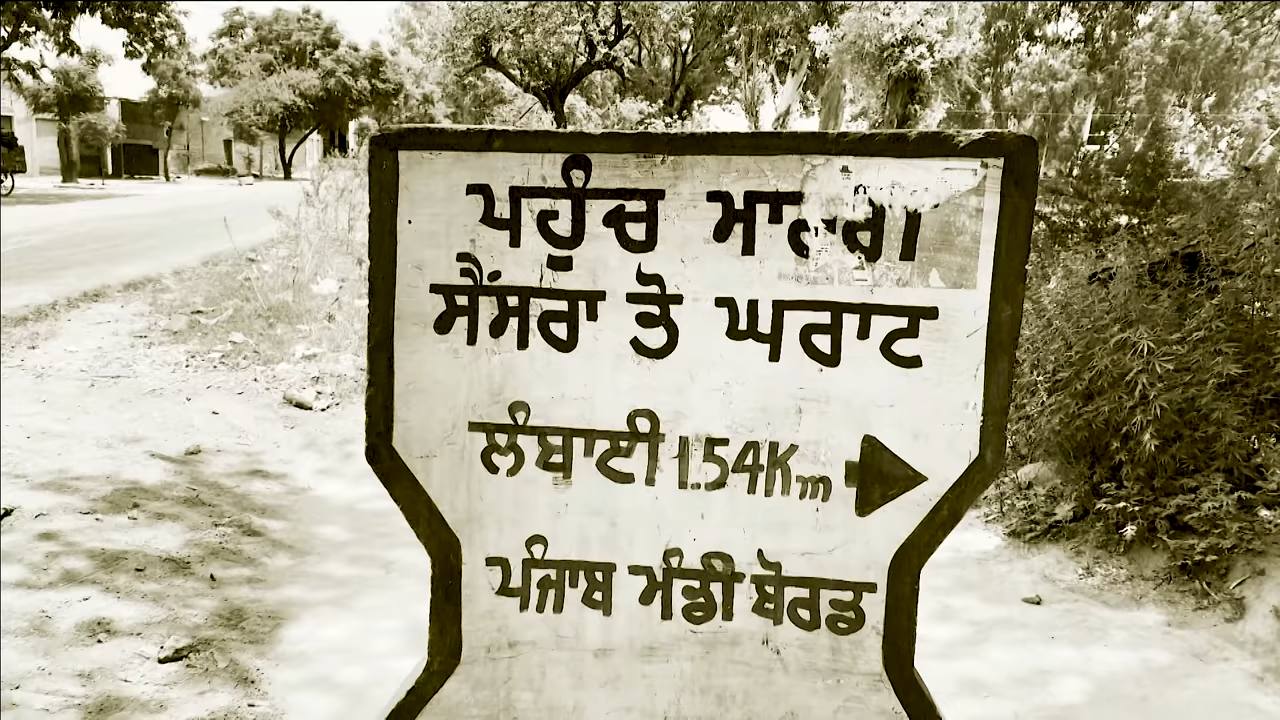 ਪਹੁੰਚ
ਸੈਂਸਰਾ ਤੋ ਘਰਾਟ
ਲੰਬਾਈ 1.54Km
ਪੰਜਾਬ ਮੰਡੀ ਬੋਰਡ